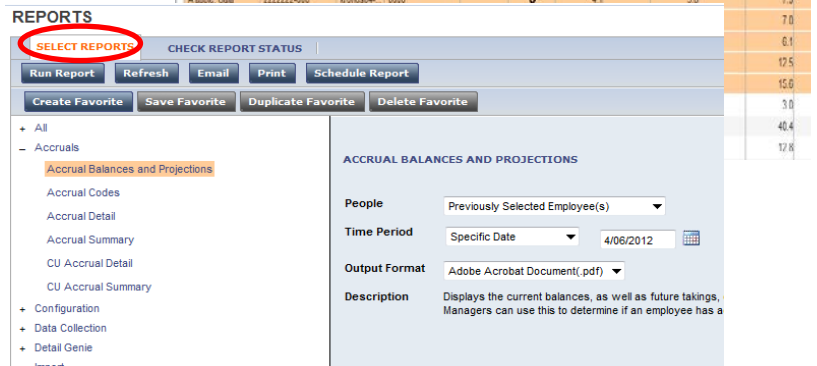 REPORTS
SELECT REPORTS CHECK REPORT STATUS
Run Report Refresh Email Print Schedule Report
Create Favorite Save Favorite Duplicate Favorite Delete Favorite
+ All
– Accruals
Accrual Balances and Projections
Accrual Codes
Accrual Detail
Accrual Summary
CU Accrual Detail
CU Accrual Summary
+ Configuration
+ Data Collection
+ Detail Genie
ACCRUAL BALANCES AND PROJECTIONS
People Previously Selected Employee(s)
Time Period Specific Date 4/06/2012
Output Format Adobe Acrobat Document(.pdf)
Description Displays the current balances, as well as future takings,
Managers can use this to determine if an employee has a
7.0
6.1
12.5
15.0
3.0
40.4
12.8